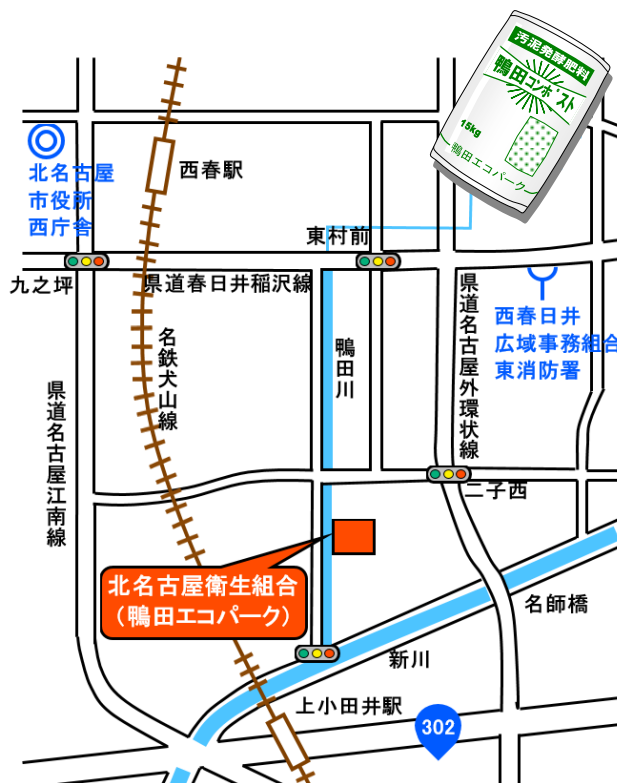 汚泥発酵肥料
鴨田コンポスト
15kg
鴨田エコパーク
北名古屋
市役所
西庁舎
西春駅
東村前
九之坪
県道春日井稲沢線
県道名古屋外環状線
西春日井
広域事務組合
東消防署
名鉄犬山線
鴨田川
県道名古屋江南線
二子西
北名古屋衛生組合
（鴨田エコパーク）
名師橋
新川
上小田井駅
302